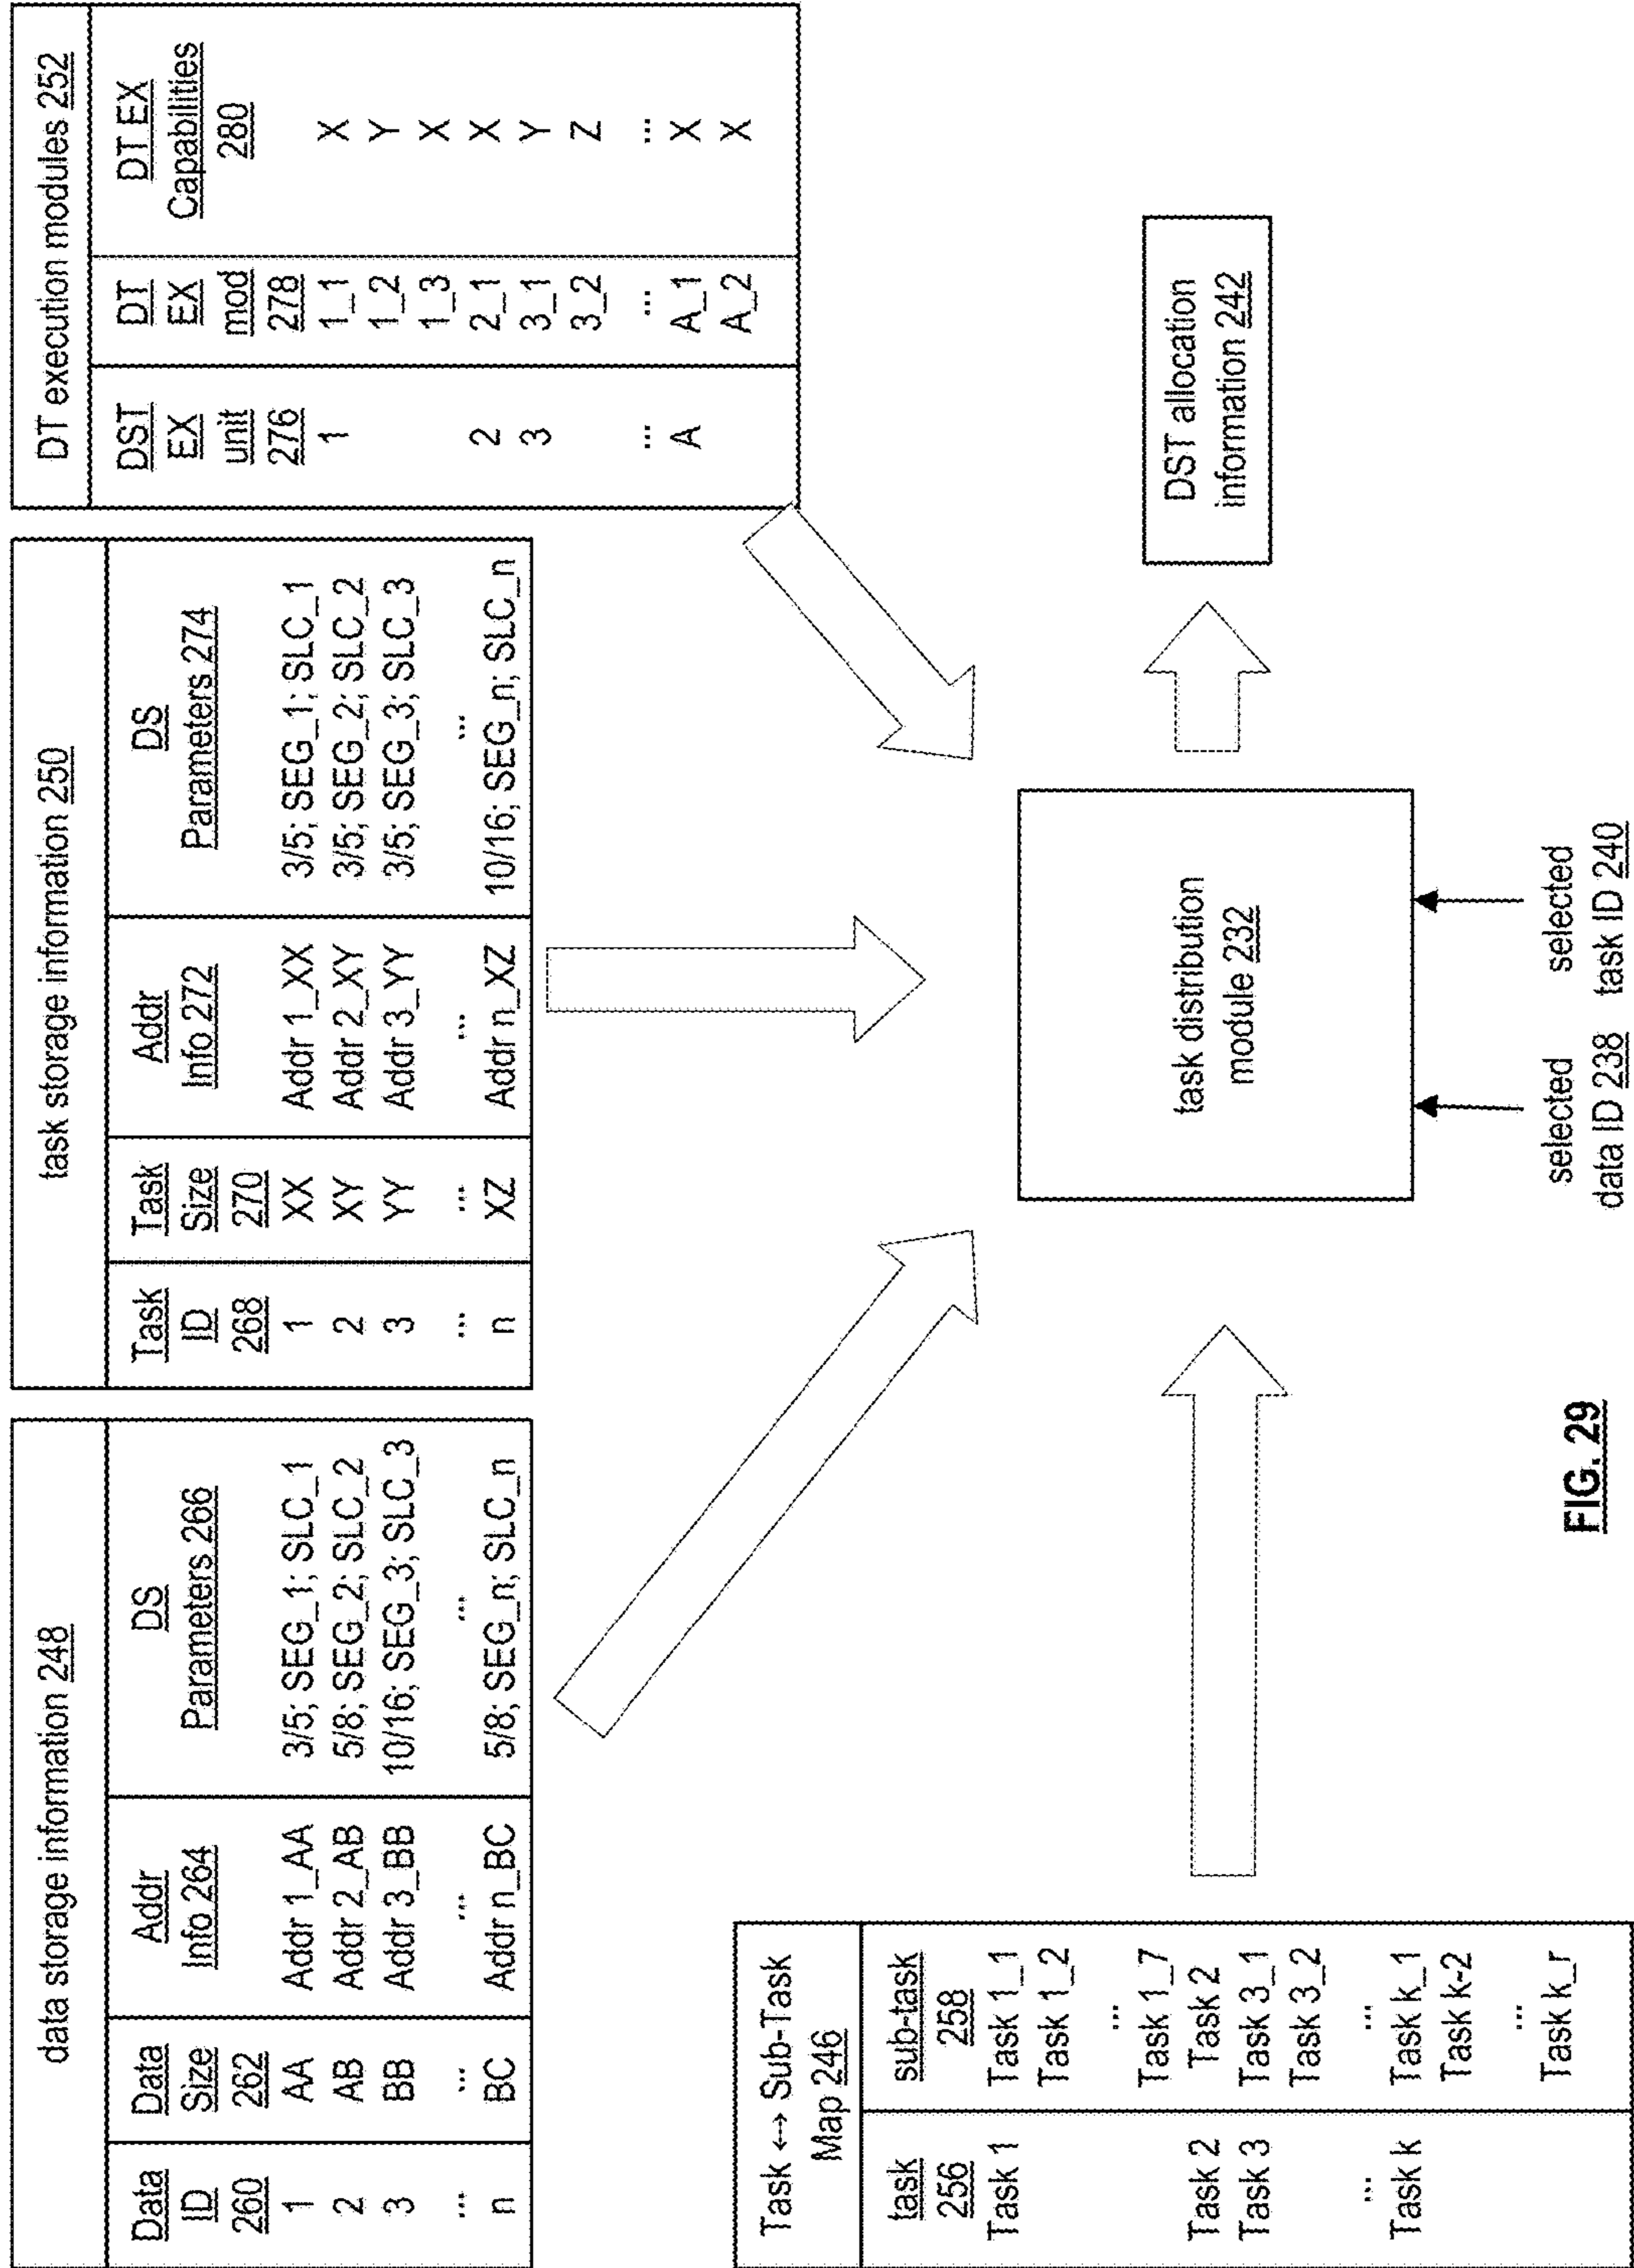 data storage information 248
Data ID 260
Data Size 262
Addr Info 264
DS Parameters 266
1 AA Addr 1_AA 3/5; SEG_1; SLC_1
2 AB Addr 2_AB 5/8; SEG_2; SLC_2
3 BB Addr 3_BB 10/16; SEG_3; SLC_3
... ... ... ...
n BC Addr n_BC 5/8; SEG_n; SLC_n
task storage information 250
Task ID 268
Task Size 270
Addr Info 272
DS Parameters 274
1 XX Addr 1_XX 3/5; SEG_1; SLC_1
2 XY Addr 2_XY 3/5; SEG_2; SLC_2
3 YY Addr 3_YY 3/5; SEG_3; SLC_3
... ... ... ...
n XZ Addr n_XZ 10/16; SEG_n; SLC_n
DT execution modules 252
DST EX unit 276
DT EX mod 278
DT EX Capabilities 280
1 1_1 X
1_2 Y
1_3 X
2 2_1 X
3 3_1 Y
3_2 Z
... ... ...
A A_1 X
A_2 X
Task ↔ Sub-Task
Map 246
task 256
sub-task 258
Task 1 Task 1_1
Task 1_2
...
Task 1_7
Task 2 Task 2
Task 3 Task 3_1
Task 3_2
... ...
Task k Task k_1
Task k-2
...
Task k_r
task distribution
module 232
selected
data ID 238
selected
task ID 240
DST allocation
information 242
FIG. 29